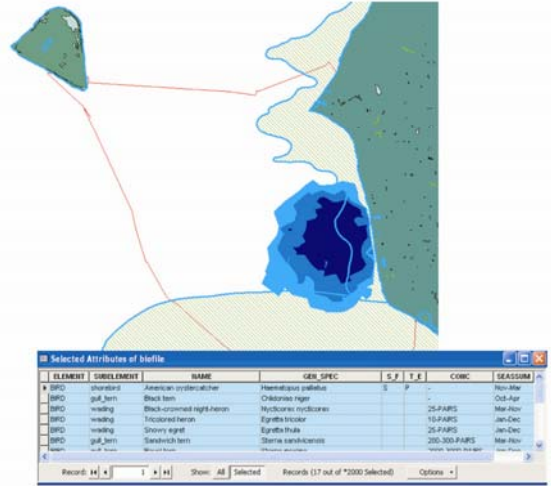 Selected Attributes of biofile
ELEMENT SUBELEMENT NAME GEN_SPEC S_F T_E CONC SEASSUM
BIRD shorebird American oystercatcher Haematopus palliatus S P - Nov-Mar
BIRD gull_tern Black tern Chlidonias niger - Oct-Apr
BIRD wading Black-crowned night-heron Nycticorax nycticorax 25-PAIRS Mar-Nov
BIRD wading Tricolored heron Egretta tricolor 10-PAIRS Jan-Dec
BIRD wading Snowy egret Egretta thula 25-PAIRS Jan-Dec
BIRD gull_tern Sandwich tern Sterna sandvicensis 200-300-PAIRS Mar-Nov
Record: 1 Show: All Selected Records (17 out of *2000 Selected) Options